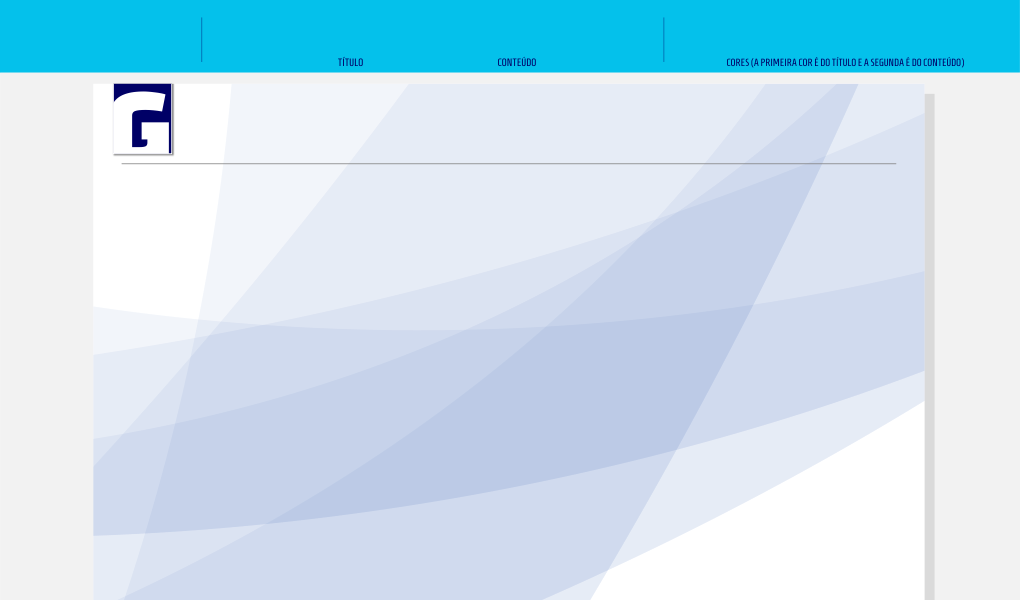 TÍTULO
CONTEÚDO
CORES (A PRIMEIRA COR É DO TÍTULO E A SEGUNDA É DO CONTEÚDO)